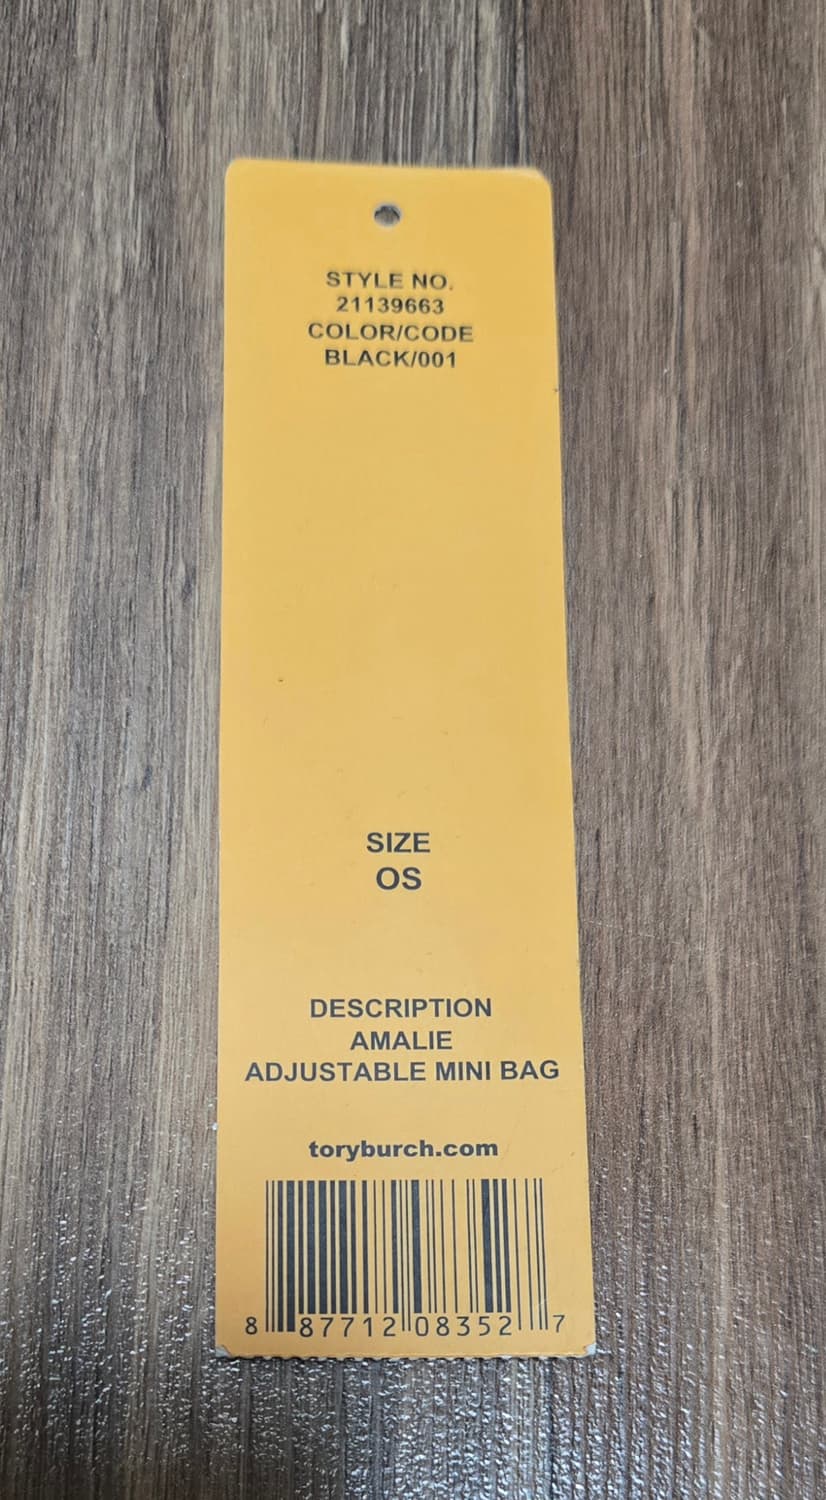 STYLE NO.
21139663
COLOR/CODE
BLACK/001
SIZE
OS
DESCRIPTION
AMALIE
ADJUSTABLE MINI BAG
toryburch.com
8 87712 08352 7